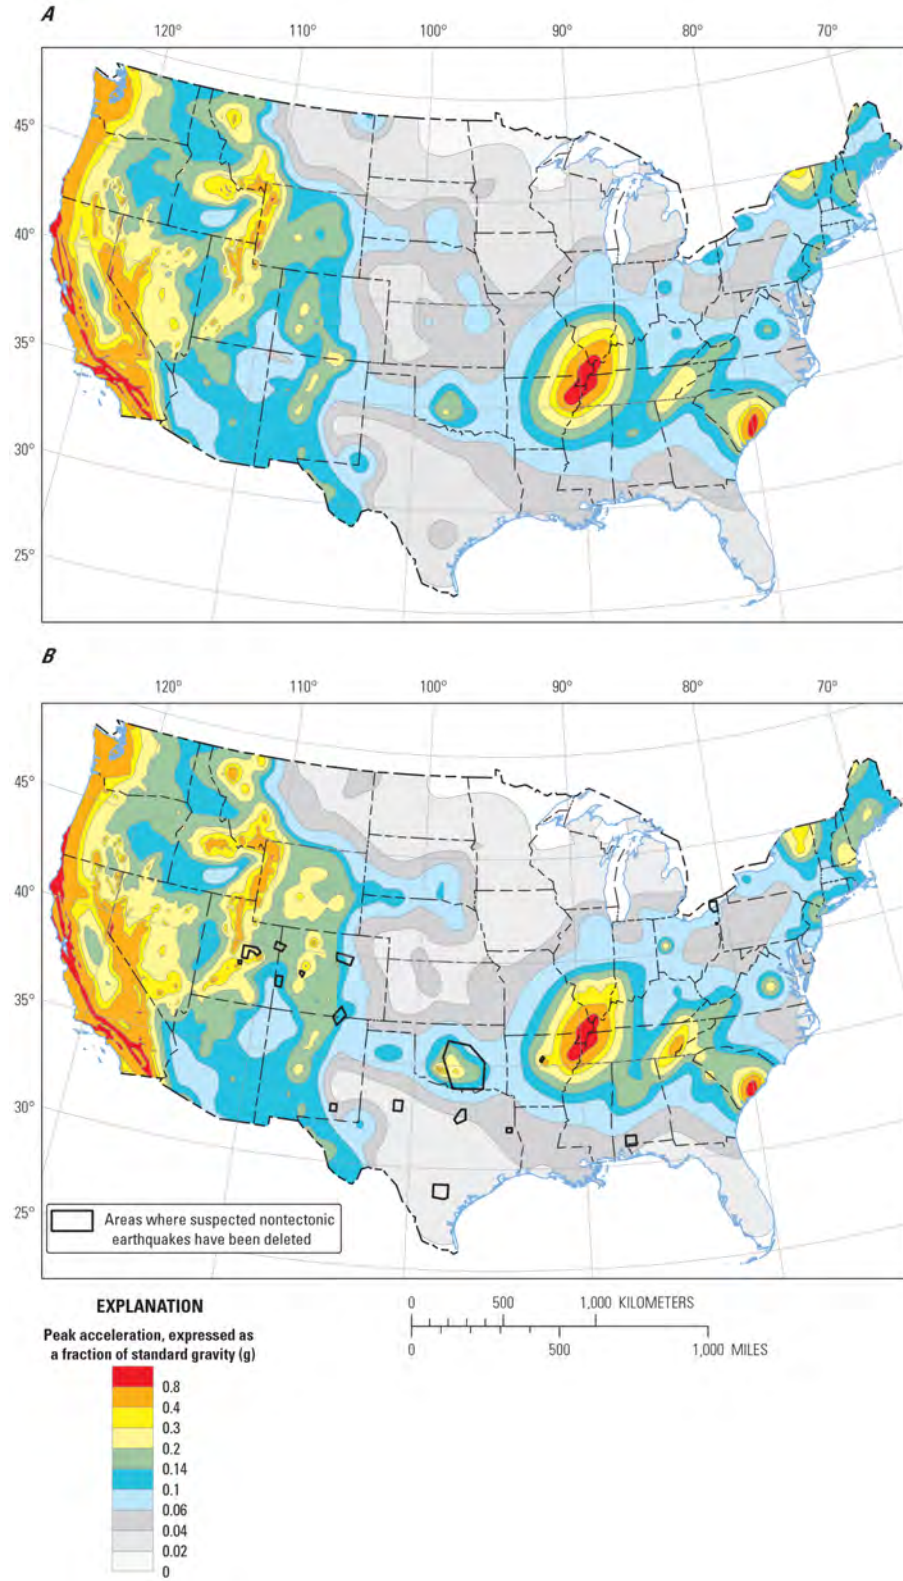 A
120° 110° 100° 90° 80° 70°
45°
40°
35°
30°
25°
B
120° 110° 100° 90° 80° 70°
45°
40°
35°
30°
25°
Areas where suspected nontectonic
earthquakes have been deleted
EXPLANATION
Peak acceleration, expressed as
a fraction of standard gravity (g)
0.8
0.4
0.3
0.2
0.14
0.1
0.06
0.04
0.02
0
0 500 1,000 KILOMETERS
0 500 1,000 MILES